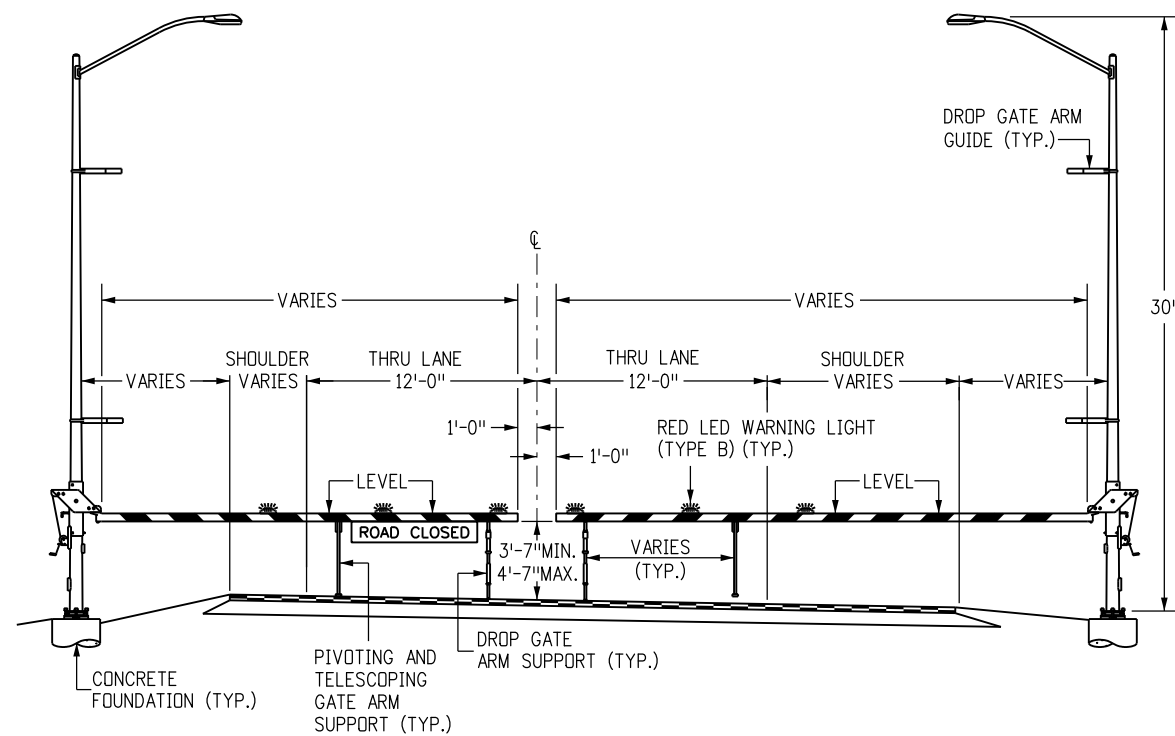 DROP GATE ARM
GUIDE (TYP.)
℄
VARIES
VARIES
30'
SHOULDER
VARIES
VARIES
THRU LANE
12'-0"
THRU LANE
12'-0"
SHOULDER
VARIES
VARIES
1'-0"
1'-0"
RED LED WARNING LIGHT
(TYPE B) (TYP.)
LEVEL
LEVEL
ROAD CLOSED
3'-7"MIN.
4'-7"MAX.
VARIES
(TYP.)
DROP GATE
ARM SUPPORT (TYP.)
PIVOTING AND
TELESCOPING
GATE ARM
SUPPORT (TYP.)
CONCRETE
FOUNDATION (TYP.)